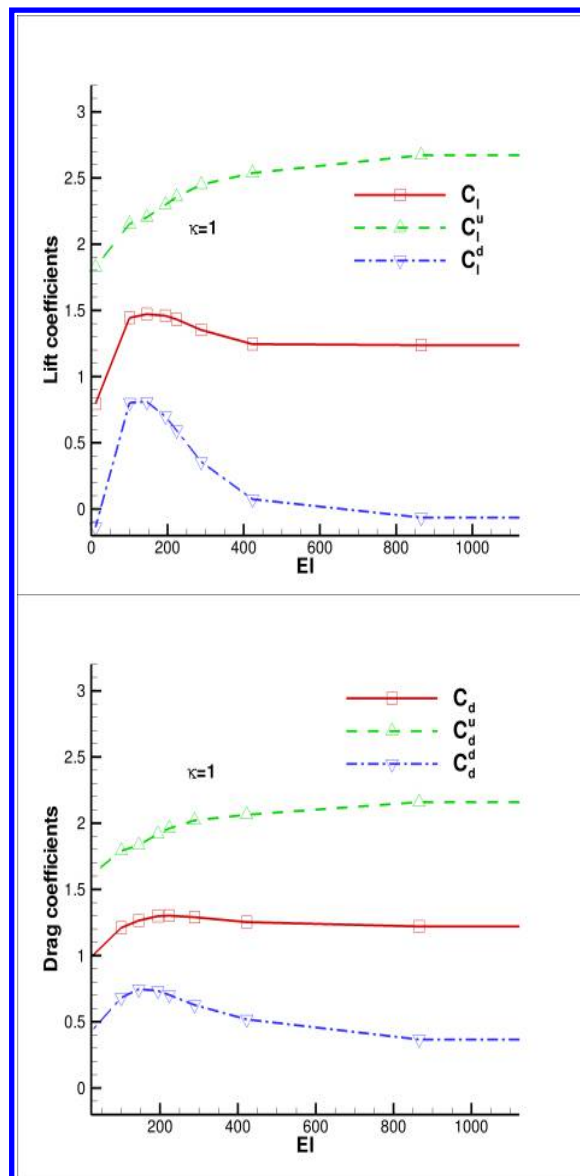 3
2.5
2
1.5
1
0.5
0
Lift coefficients
κ=1
C_l
C_l^u
C_l^d
0 200 400 600 800 1000
EI
3
2.5
2
1.5
1
0.5
0
Drag coefficients
κ=1
C_d
C_d^u
C_d^d
200 400 600 800 1000
EI